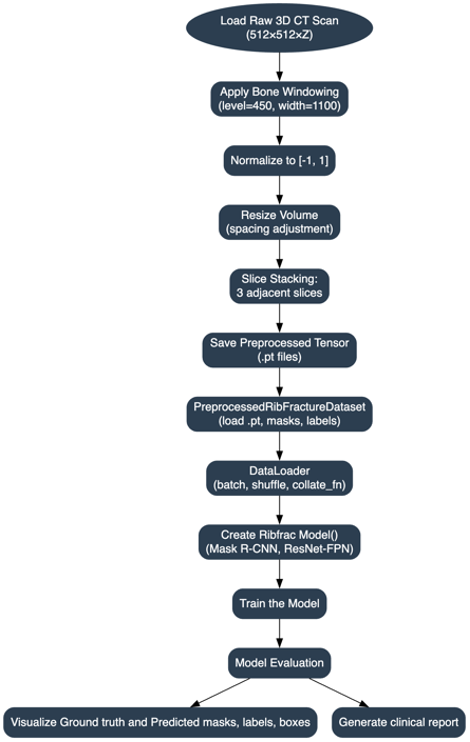 Load Raw 3D CT Scan
(512×512×Z)
Apply Bone Windowing
(level=450, width=1100)
Normalize to [-1, 1]
Resize Volume
(spacing adjustment)
Slice Stacking:
3 adjacent slices
Save Preprocessed Tensor
(.pt files)
PreprocessedRibFractureDataset
(load .pt, masks, labels)
DataLoader
(batch, shuffle, collate_fn)
Create Ribfrac Model()
(Mask R-CNN, ResNet-FPN)
Train the Model
Model Evaluation
Visualize Ground truth and Predicted masks, labels, boxes
Generate clinical report